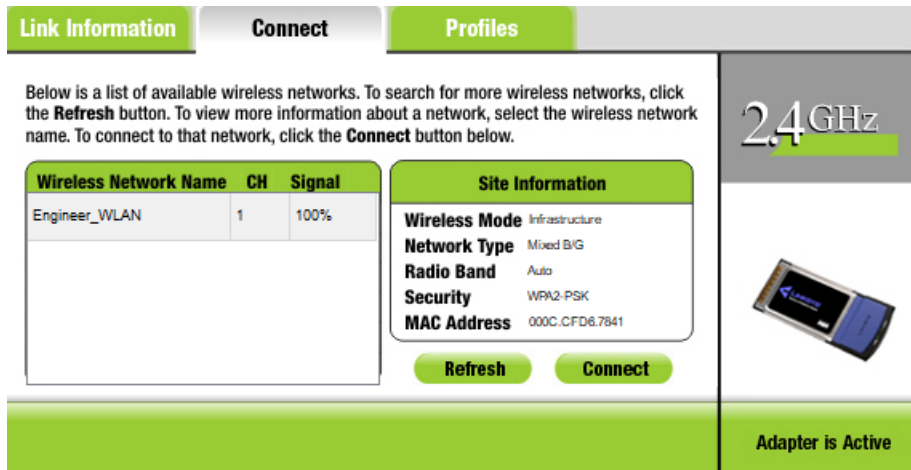 Link Information
Connect
Profiles
Below is a list of available wireless networks. To search for more wireless networks, click
the Refresh button. To view more information about a network, select the wireless network
name. To connect to that network, click the Connect button below.
2.4GHz
Wireless Network Name CH Signal
Engineer_WLAN 1 100%
Site Information
Wireless Mode Infrastructure
Network Type Mixed B/G
Radio Band Auto
Security WPA2-PSK
MAC Address 000C.CFD6.7841
Refresh
Connect
LINKSYS
Adapter is Active